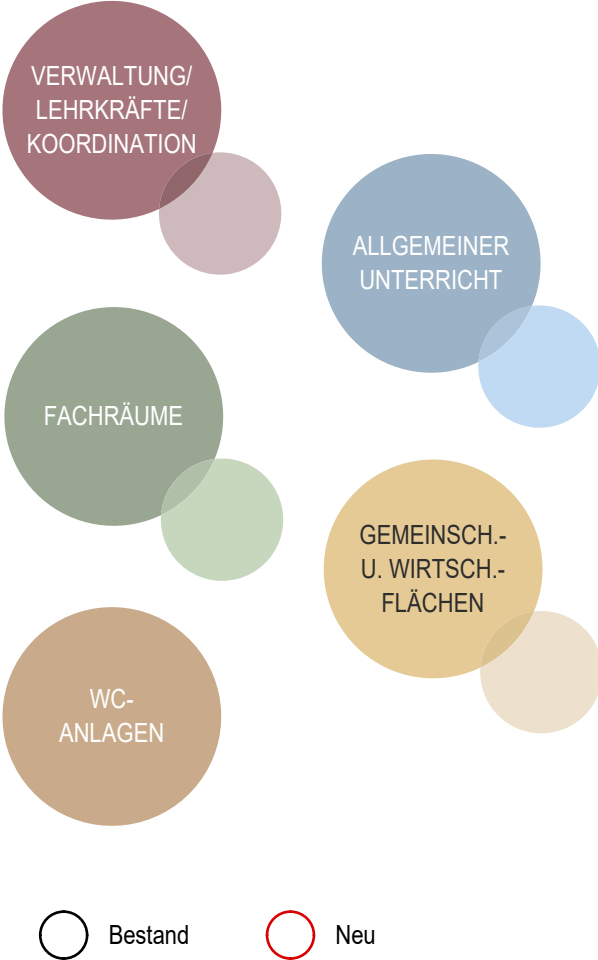 VERWALTUNG/
LEHRKRÄFTE/
KOORDINATION
ALLGEMEINER
UNTERRICHT
FACHRÄUME
GEMEINSCH.-
U. WIRTSCH.-
FLÄCHEN
WC-
ANLAGEN
Bestand
Neu